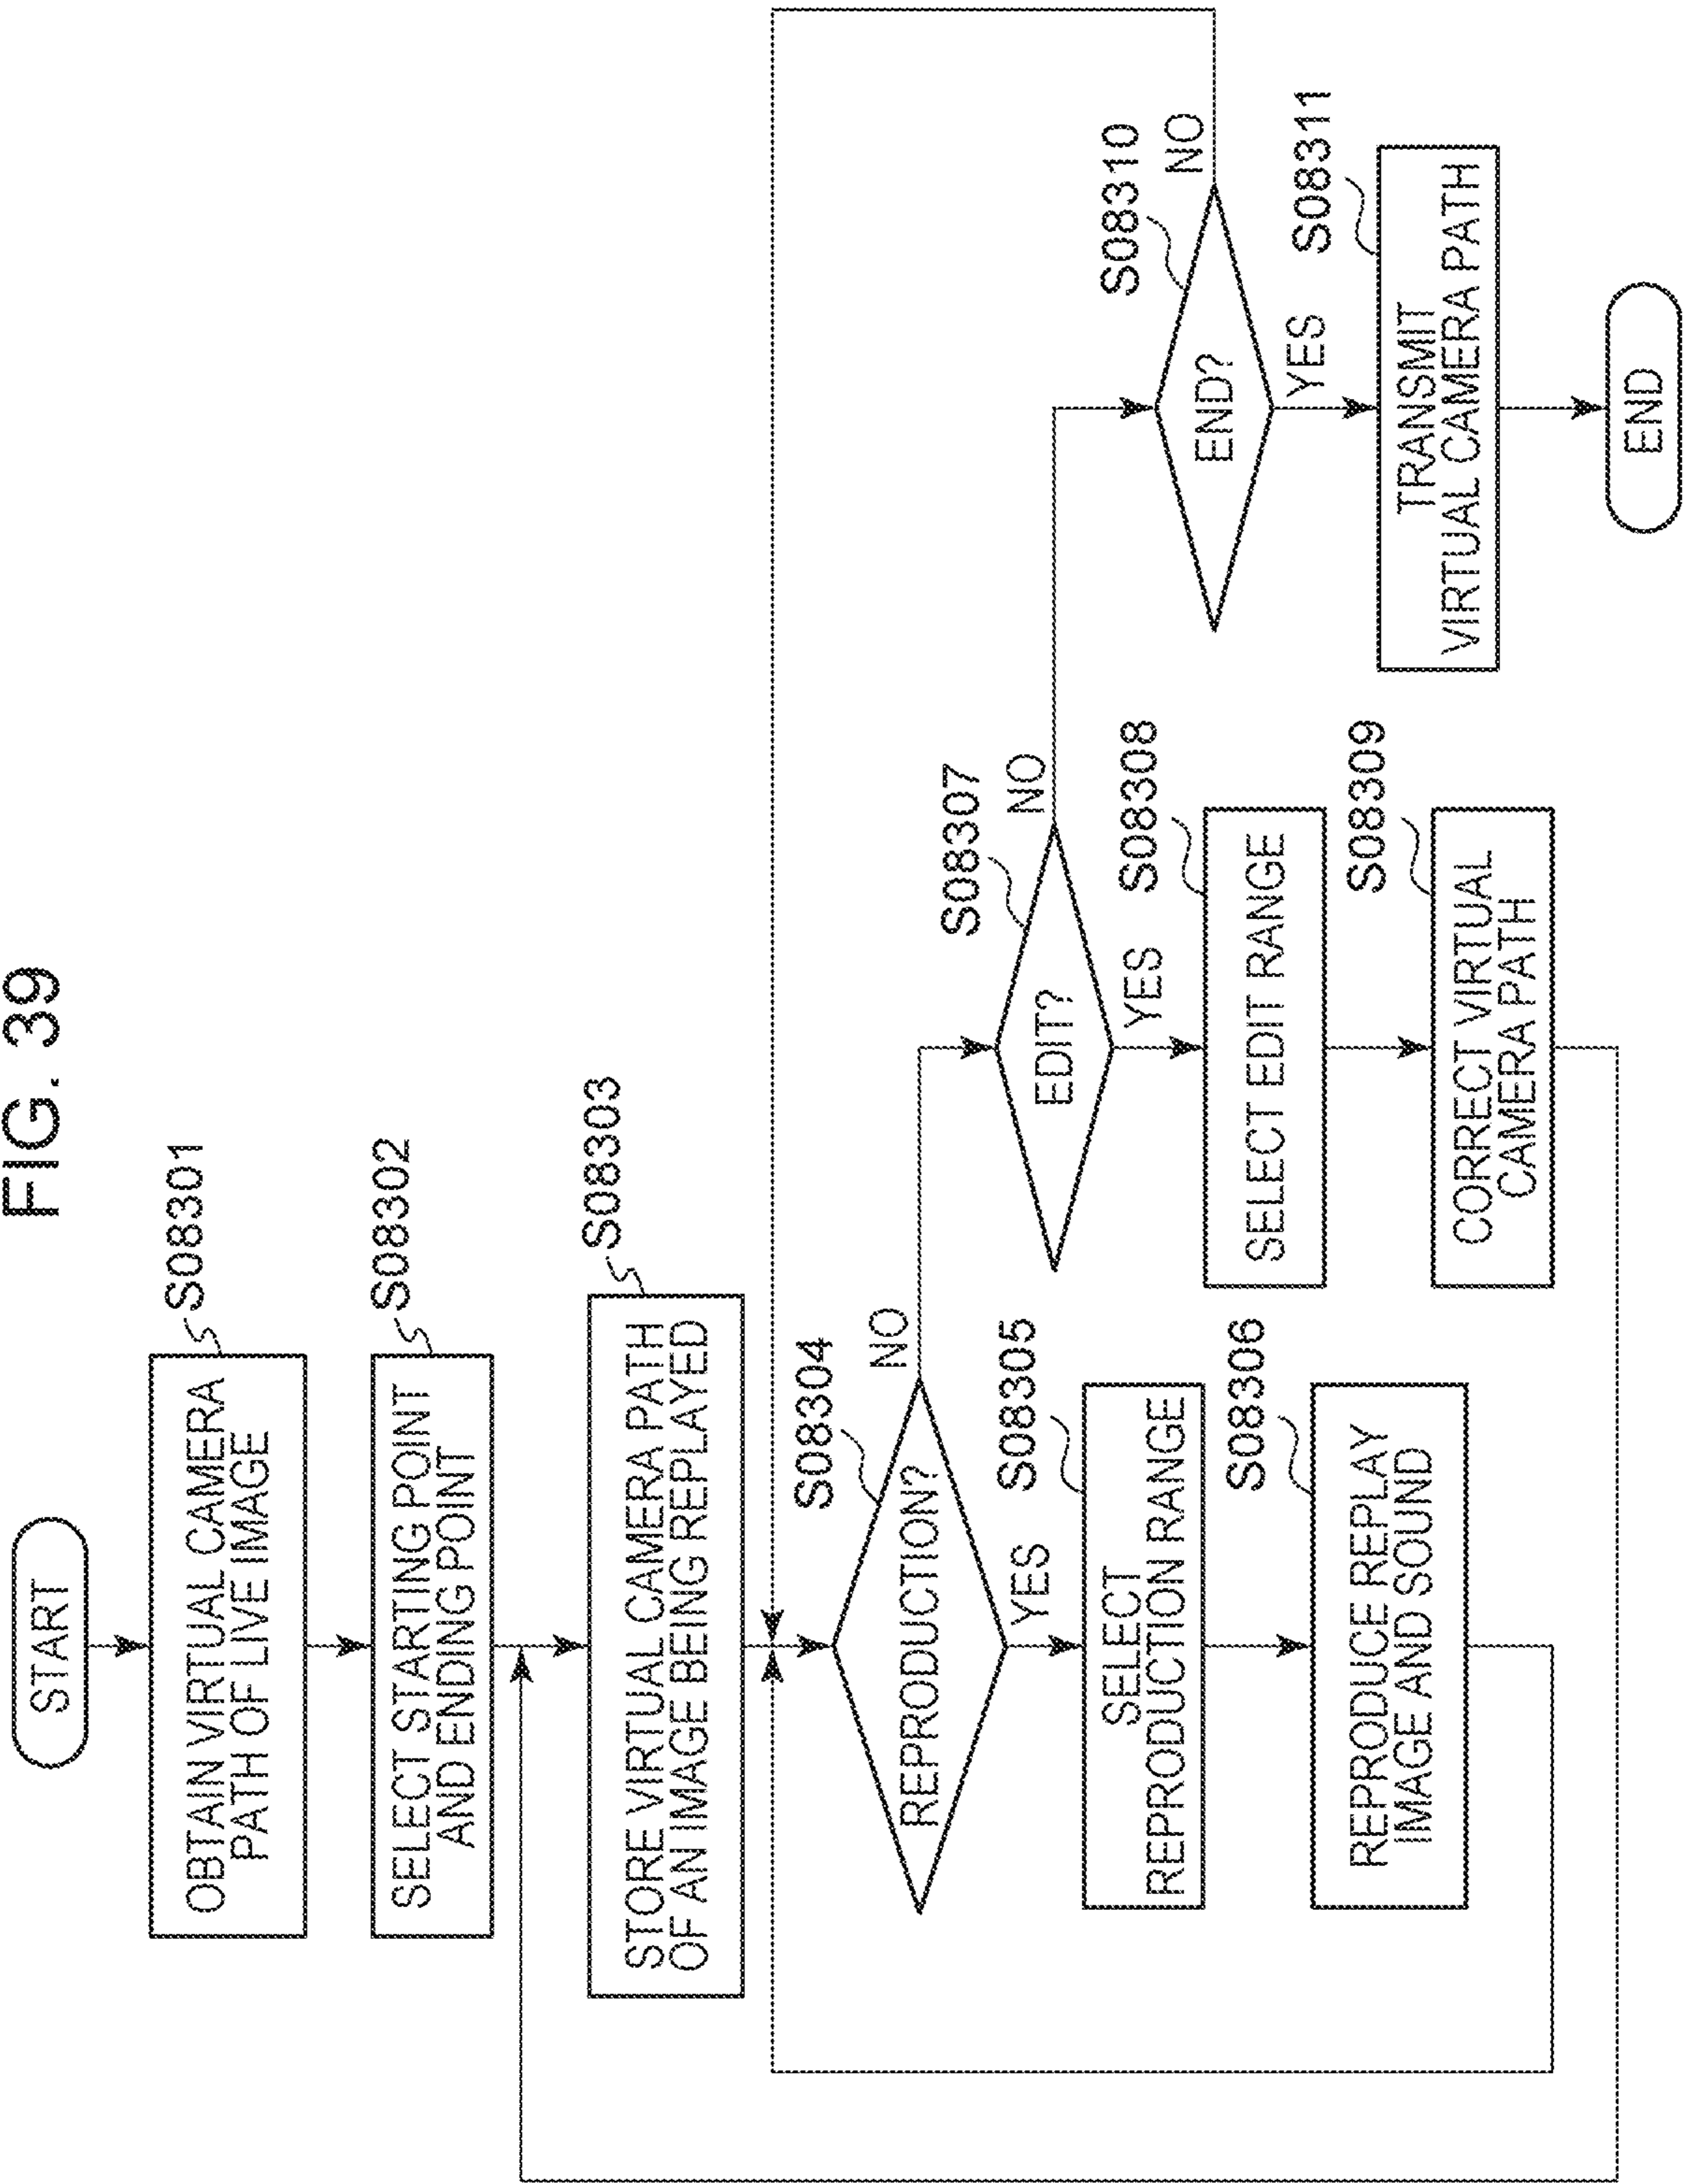 FIG. 39
START
S08301
OBTAIN VIRTUAL CAMERA
PATH OF LIVE IMAGE
S08302
SELECT STARTING POINT
AND ENDING POINT
S08303
STORE VIRTUAL CAMERA PATH
OF AN IMAGE BEING REPLAYED
S08304
REPRODUCTION?
NO
YES
S08305
SELECT
REPRODUCTION RANGE
S08306
REPRODUCE REPLAY
IMAGE AND SOUND
S08307
EDIT?
NO
YES
S08308
SELECT EDIT RANGE
S08309
CORRECT VIRTUAL
CAMERA PATH
S08310
END?
NO
YES
S08311
TRANSMIT
VIRTUAL CAMERA PATH
END